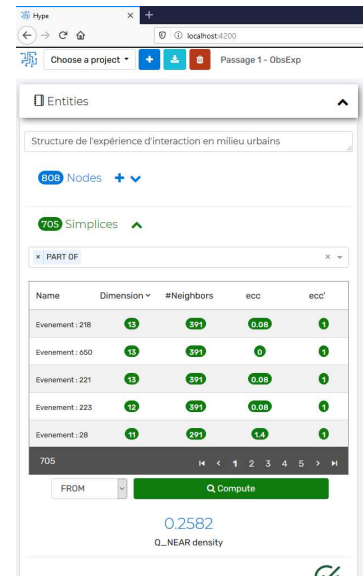 Hype
localhost:4200
Choose a project
Passage 1 - ObsExp
Entities
Structure de l'expérience d'interaction en milieu urbains
808 Nodes
705 Simplices
× PART OF
Name Dimension #Neighbors ecc ecc'
Evenement : 218 13 391 0.08 1
Evenement : 650 13 391 0 1
Evenement : 221 13 391 0.08 1
Evenement : 223 12 391 0.08 1
Evenement : 28 11 291 1.4 1
705 1 2 3 4 5
FROM Compute
0.2582
Q_NEAR density